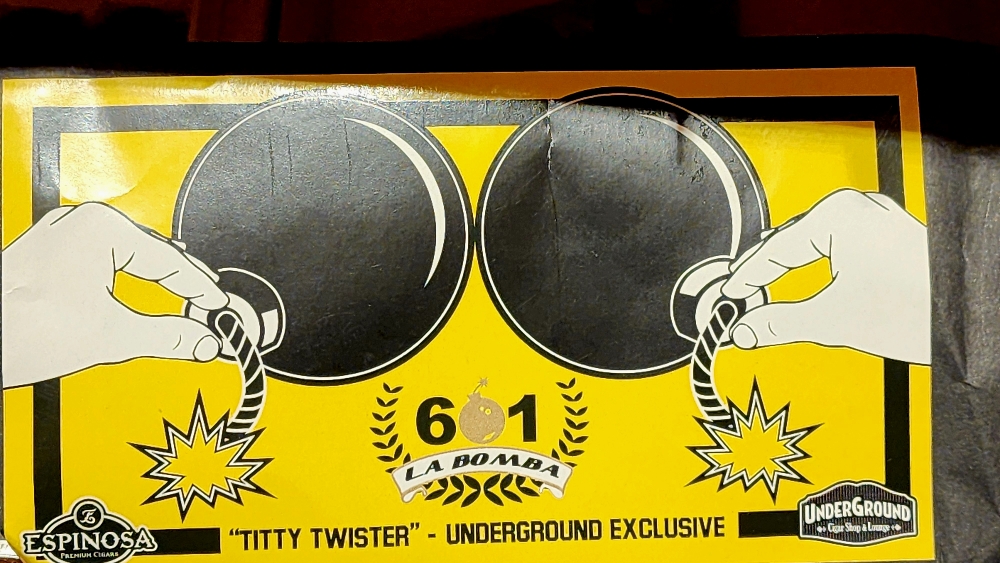 601
LA BOMBA
E
ESPINOSA
PREMIUM CIGARS
"TITTY TWISTER" - UNDERGROUND EXCLUSIVE
UNDERGROUND
Cigar Shop & Lounge